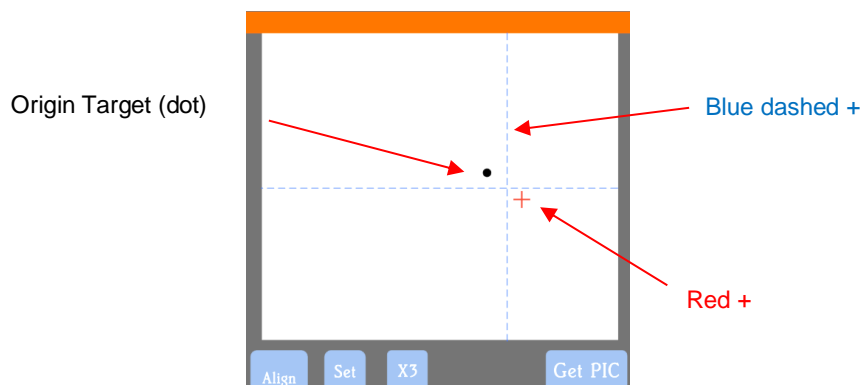 Origin Target (dot)
Blue dashed +
Red +
Align
Set
X3
Get PIC